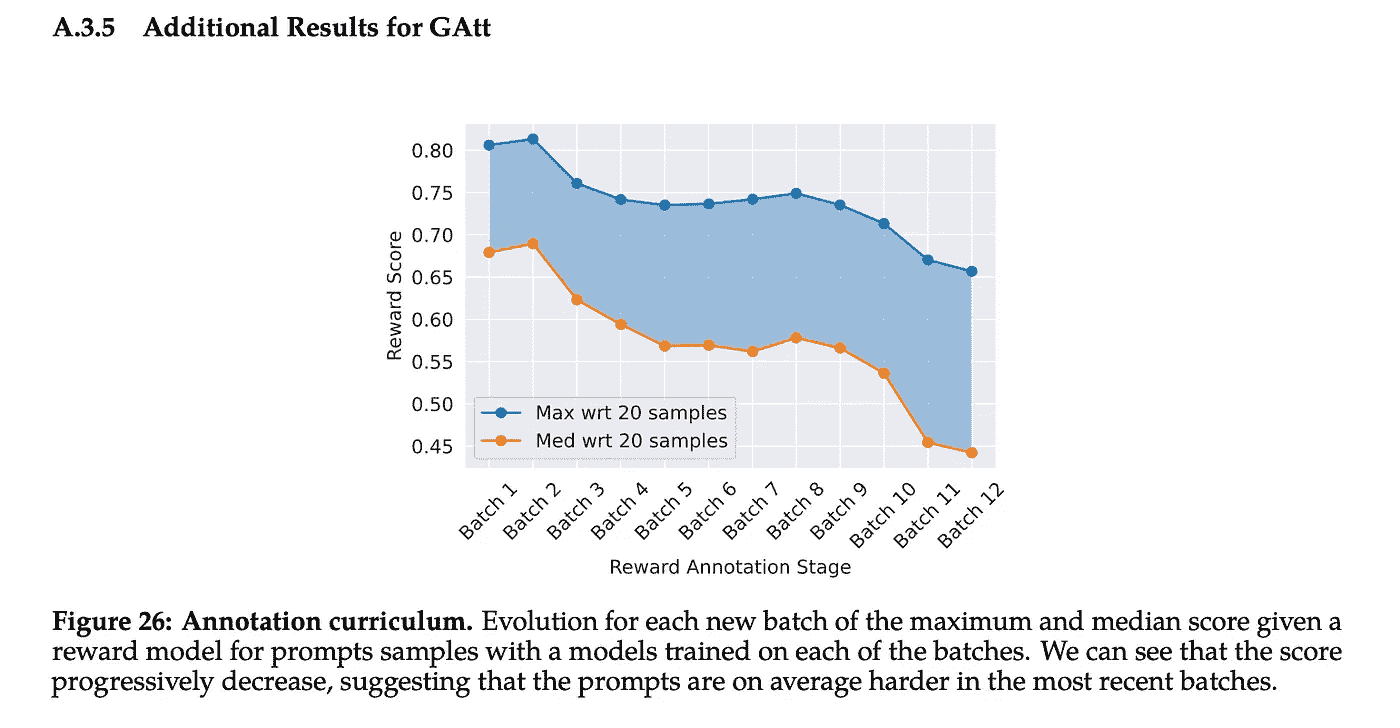 A.3.5 Additional Results for GAtt
0.80
0.75
0.70
0.65
0.60
0.55
0.50
0.45
Reward Score
Max wrt 20 samples
Med wrt 20 samples
Batch 1
Batch 2
Batch 3
Batch 4
Batch 5
Batch 6
Batch 7
Batch 8
Batch 9
Batch 10
Batch 11
Batch 12
Reward Annotation Stage
Figure 26: Annotation curriculum. Evolution for each new batch of the maximum and median score given a
reward model for prompts samples with a models trained on each of the batches. We can see that the score
progressively decrease, suggesting that the prompts are on average harder in the most recent batches.